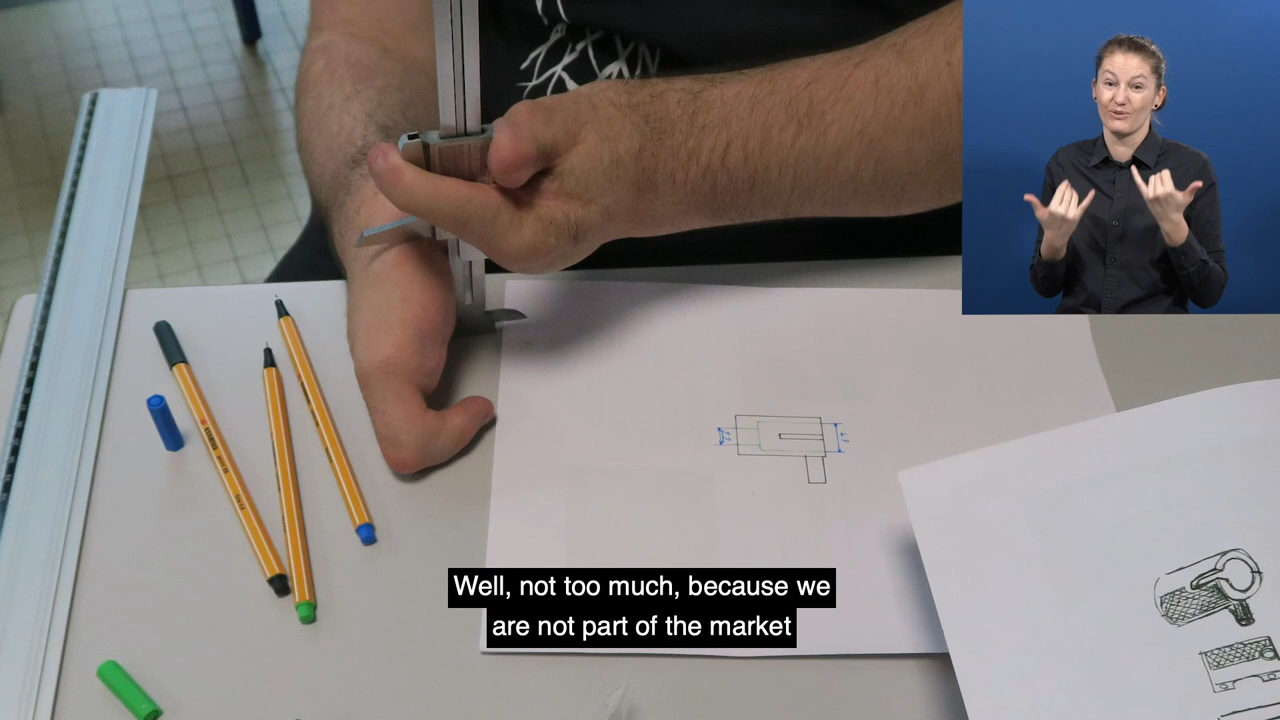 Well, not too much, because we
are not part of the market